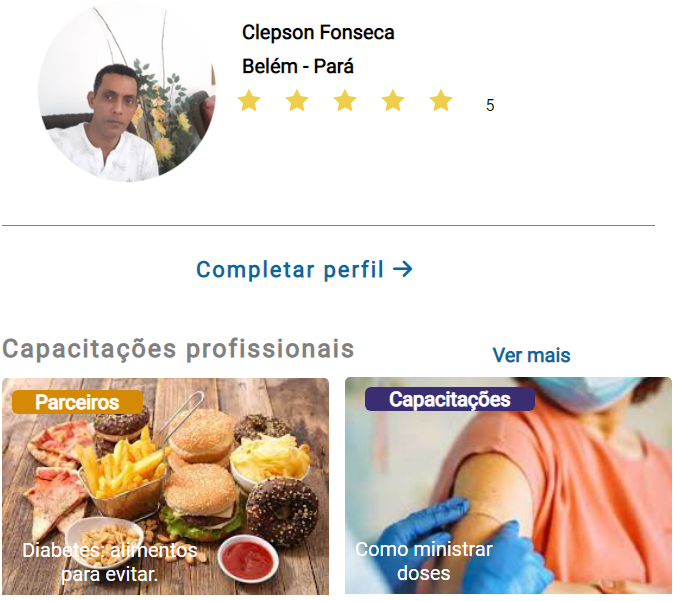 Clepson Fonseca
Belém - Pará
5
Completar perfil
Capacitações profissionais
Ver mais
Parceiros
Diabetes: alimentos
para evitar.
Capacitações
Como ministrar
doses